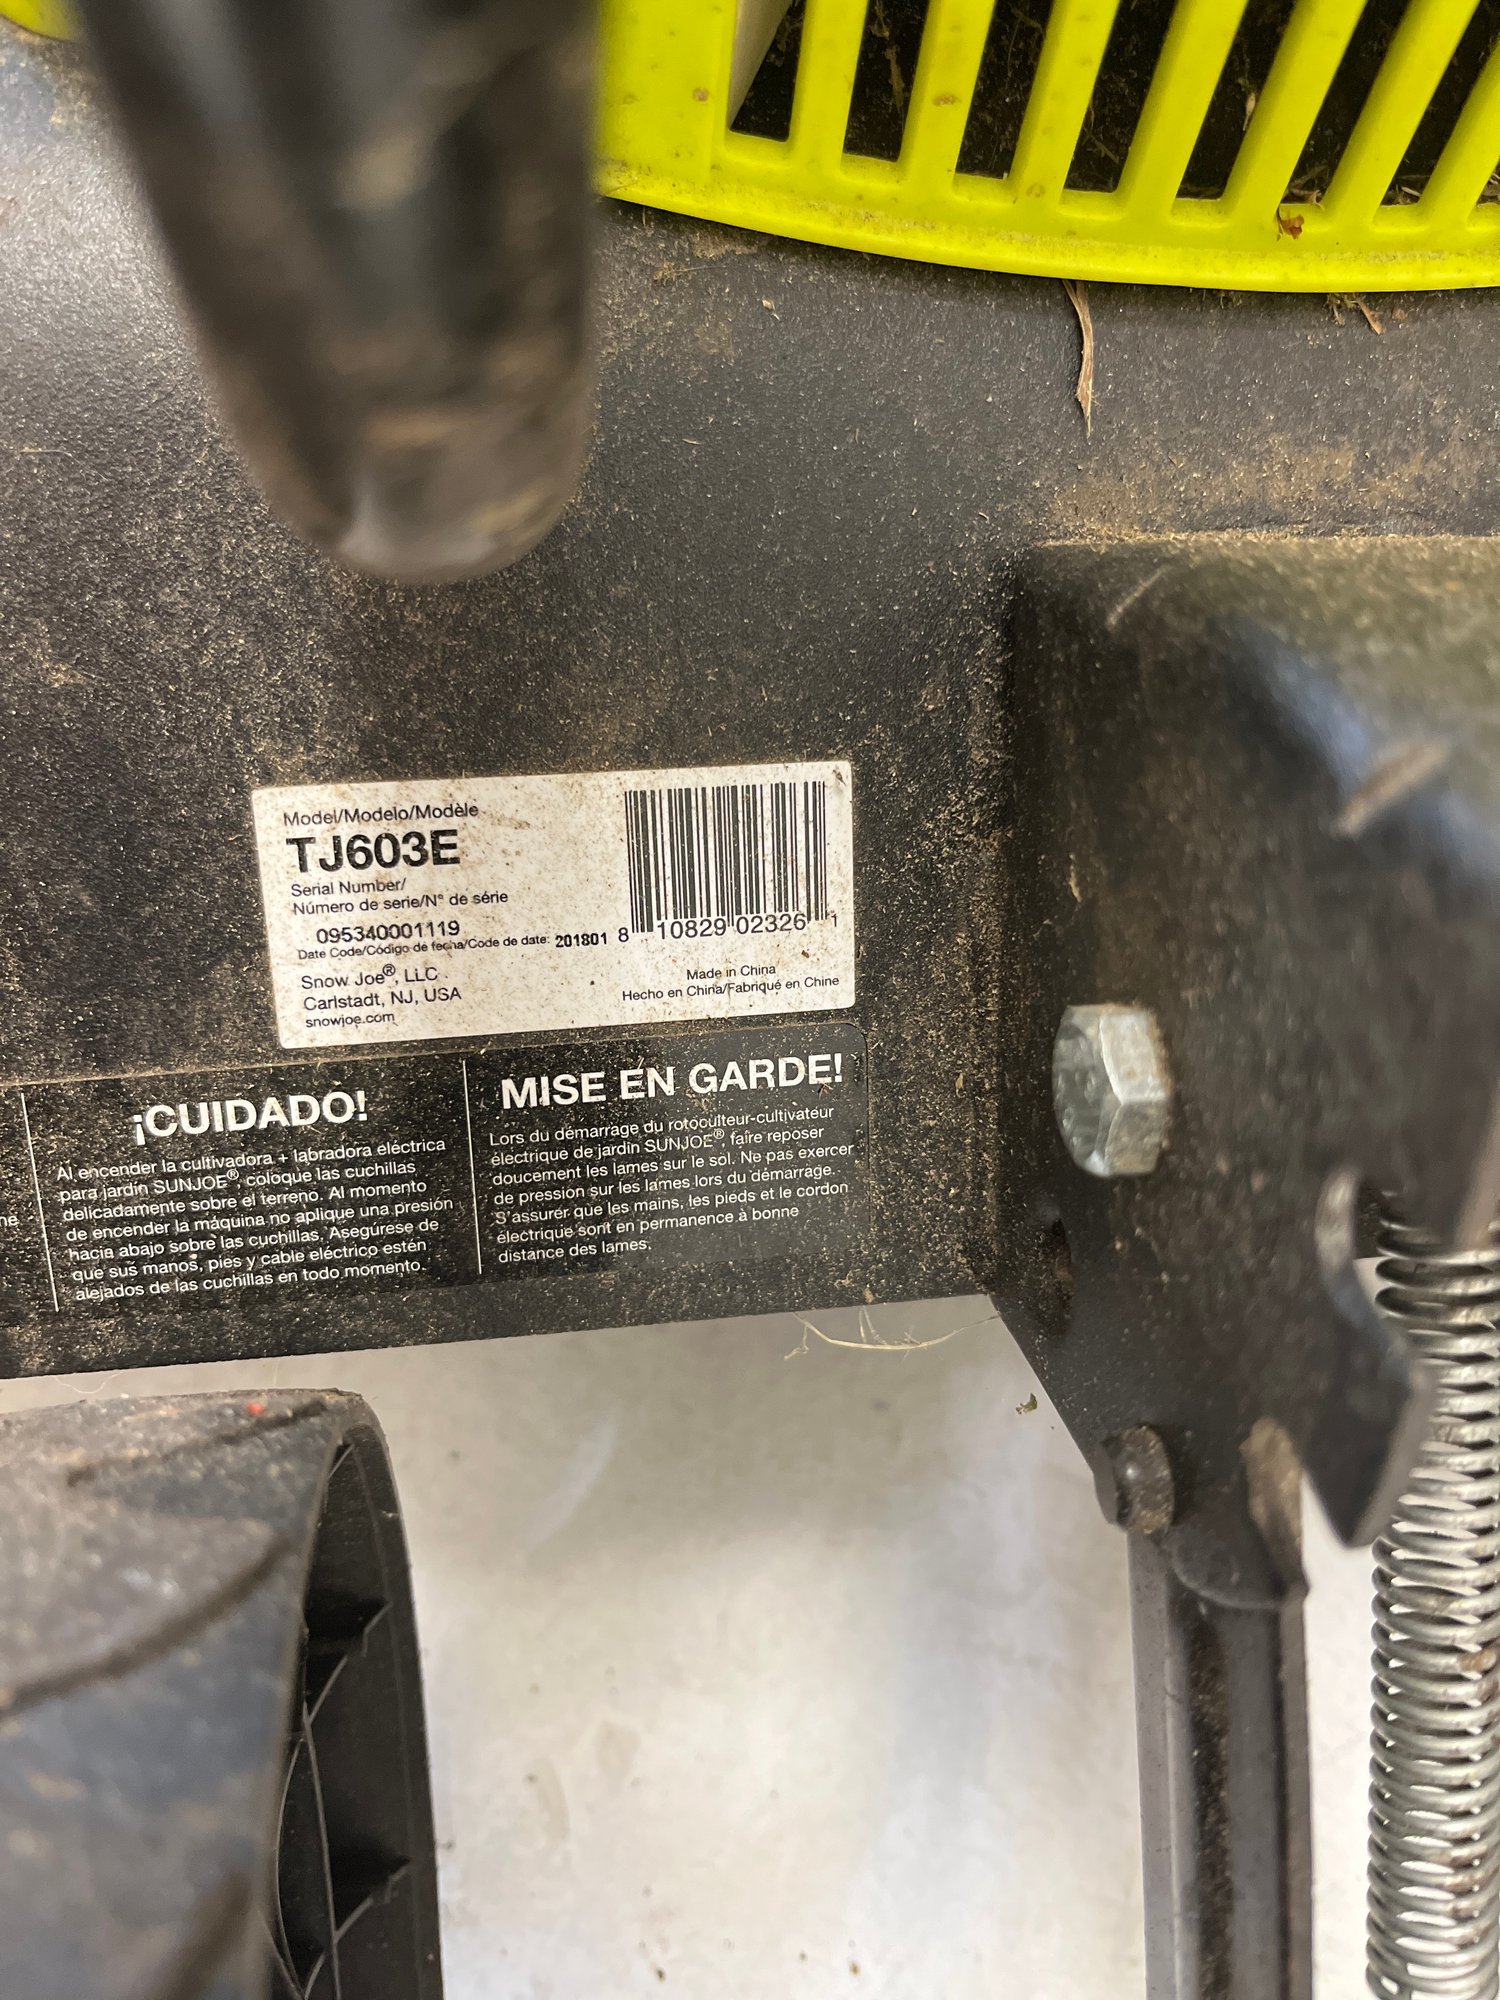 Model/Modelo/Modèle
TJ603E
Serial Number/
Número de serie/N° de série
095340001119
Date Code/Código de fecha/Code de date: 201801
Snow Joe®, LLC
Carlstadt, NJ, USA
snowjoe.com
8 10829 02326 1
Made in China
Hecho en China/Fabriqué en Chine
¡CUIDADO!
Al encender la cultivadora + labradora eléctrica
para jardín SUNJOE®, coloque las cuchillas
delicadamente sobre el terreno. Al momento
de encender la máquina no aplique una presión
hacia abajo sobre las cuchillas. Asegúrese de
que sus manos, pies y cable eléctrico estén
alejados de las cuchillas en todo momento.
MISE EN GARDE!
Lors du démarrage du rotoculteur-cultivateur
électrique de jardin SUNJOE®, faire reposer
doucement les lames sur le sol. Ne pas exercer
de pression sur les lames lors du démarrage.
S'assurer que les mains, les pieds et le cordon
électrique sont en permanence à bonne
distance des lames.